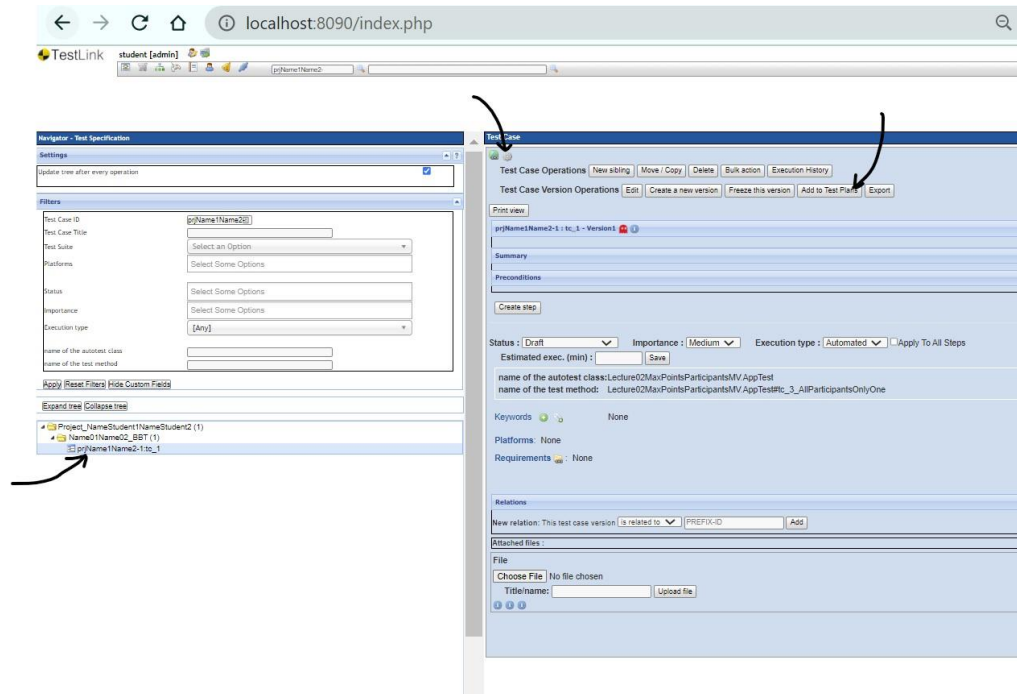 localhost:8090/index.php
TestLink student [admin]
prjName1Name2-
Navigator - Test Specification
Settings
Update tree after every operation
Filters
Test Case ID prjName1Name2-
Test Case Title
Test Suite Select an Option
Platforms Select Some Options
Status Select Some Options
Importance Select Some Options
Execution type [Any]
name of the autotest class
name of the test method
Apply Reset Filters Hide Custom Fields
Expand tree Collapse tree
Project_NameStudent1NameStudent2 (1)
Name01Name02_BBT (1)
prjName1Name2-1:tc_1
Test Case
Test Case Operations New sibling Move / Copy Delete Bulk action Execution History
Test Case Version Operations Edit Create a new version Freeze this version Add to Test Plans Export
Print view
prjName1Name2-1 : tc_1 - Version1
Summary
Preconditions
Create step
Status : Draft Importance : Medium Execution type : Automated Apply To All Steps
Estimated exec. (min) : Save
name of the autotest class:Lecture02MaxPointsParticipantsMV.AppTest
name of the test method: Lecture02MaxPointsParticipantsMV.AppTest#tc_3_AllParticipantsOnlyOne
Keywords None
Platforms: None
Requirements : None
Relations
New relation: This test case version is related to PREFIX-ID Add
Attached files :
File
Choose File No file chosen
Title/name: Upload file